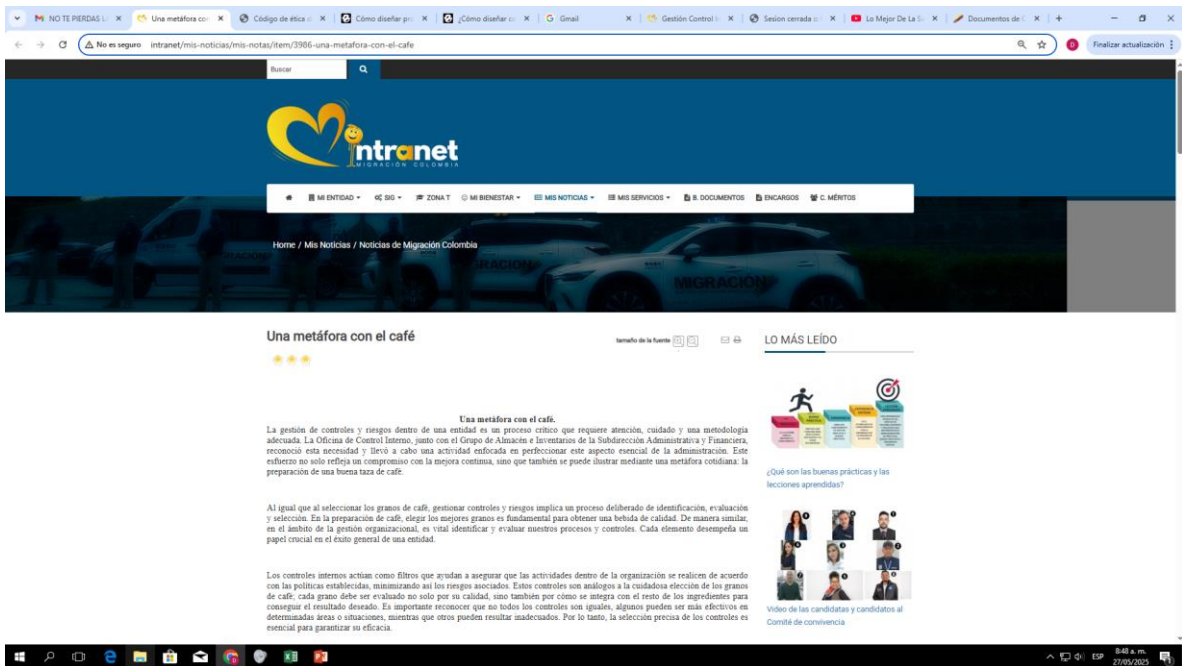 NO TE PIERDAS L
Una metáfora con
Código de ética
Cómo diseñar
¿Cómo diseñar
Gmail
Gestión Control
Sesion cerrada
Lo Mejor De La
Documentos de
No es seguro intranet/mis-noticias/mis-notas/item/3986-una-metafora-con-el-cafe
D
Finalizar actualización
Buscar
intranet
MIGRACIÓN COLOMBIA
MI ENTIDAD SIG ZONA T MI BIENESTAR MIS NOTICIAS MIS SERVICIOS B. DOCUMENTOS ENCARGOS C. MÉRITOS
Home / Mis Noticias / Noticias de Migración Colombia
MIGRACIÓN
Una metáfora con el café
tamaño de la fuente
LO MÁS LEÍDO
Una metáfora con el café.
La gestión de controles y riesgos dentro de una entidad es un proceso crítico que requiere atención, cuidado y una metodología
adecuada. La Oficina de Control Interno, junto con el Grupo de Almacén e Inventarios de la Subdirección Administrativa y Financiera,
reconoció esta necesidad y llevó a cabo una actividad enfocada en perfeccionar este aspecto esencial de la administración. Este
esfuerzo no solo refleja un compromiso con la mejora continua, sino que también se puede ilustrar mediante una metáfora cotidiana: la
preparación de una buena taza de café.
¿Qué son las buenas prácticas y las
lecciones aprendidas?
Al igual que al seleccionar los granos de café, gestionar controles y riesgos implica un proceso deliberado de identificación, evaluación
y selección. En la preparación de café, elegir los mejores granos es fundamental para obtener una bebida de calidad. De manera similar,
en el ámbito de la gestión organizacional, es vital identificar y evaluar nuestros procesos y controles. Cada elemento desempeña un
papel crucial en el éxito general de una entidad.
Los controles internos actúan como filtros que ayudan a asegurar que las actividades dentro de la organización se realicen de acuerdo
con las políticas establecidas, minimizando así los riesgos asociados. Estos controles son análogos a la cuidadosa elección de los granos
de café; cada grano debe ser evaluado no solo por su calidad, sino también por cómo se integra con el resto de los ingredientes para
conseguir el resultado deseado. Es importante reconocer que no todos los controles son iguales, algunos pueden ser más efectivos en
determinadas áreas o situaciones, mientras que otros pueden resultar inadecuados. Por lo tanto, la selección precisa de los controles es
esencial para garantizar su eficacia.
Video de las candidatas y candidatos al
Comité de convivencia
ESP
8:48 a. m.
27/05/2025